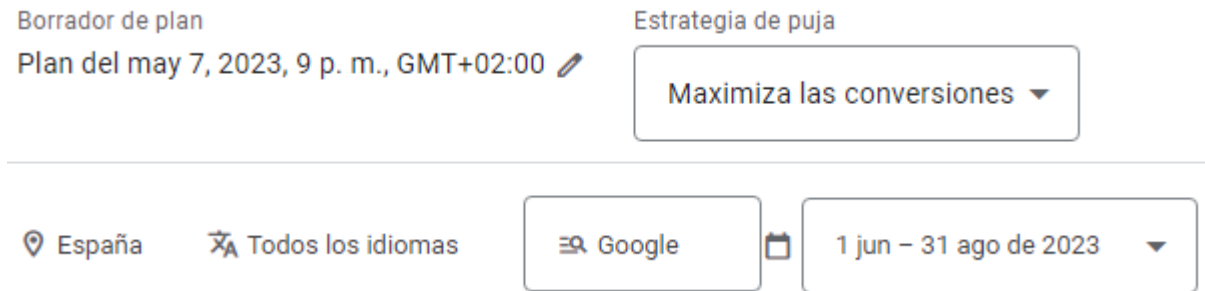 Borrador de plan
Estrategia de puja
Plan del may 7, 2023, 9 p. m., GMT+02:00
Maximiza las conversiones
España
Todos los idiomas
Google
1 jun – 31 ago de 2023